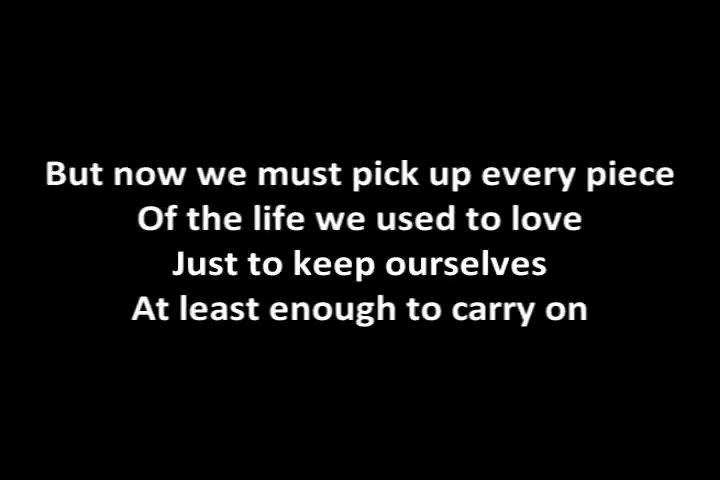 But now we must pick up every piece
Of the life we used to love
Just to keep ourselves
At least enough to carry on